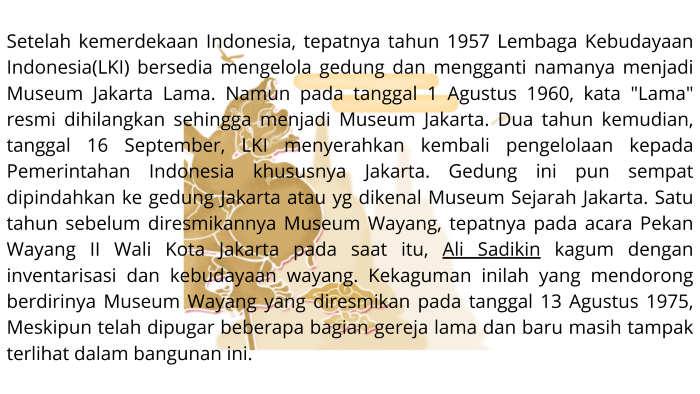 Setelah kemerdekaan Indonesia, tepatnya tahun 1957 Lembaga Kebudayaan
Indonesia(LKI) bersedia mengelola gedung dan mengganti namanya menjadi
Museum Jakarta Lama. Namun pada tanggal 1 Agustus 1960, kata "Lama"
resmi dihilangkan sehingga menjadi Museum Jakarta. Dua tahun kemudian,
tanggal 16 September, LKI menyerahkan kembali pengelolaan kepada
Pemerintahan Indonesia khususnya Jakarta. Gedung ini pun sempat
dipindahkan ke gedung Jakarta atau yg dikenal Museum Sejarah Jakarta. Satu
tahun sebelum diresmikannya Museum Wayang, tepatnya pada acara Pekan
Wayang II Wali Kota Jakarta pada saat itu, Ali Sadikin kagum dengan
inventarisasi dan kebudayaan wayang. Kekaguman inilah yang mendorong
berdirinya Museum Wayang yang diresmikan pada tanggal 13 Agustus 1975,
Meskipun telah dipugar beberapa bagian gereja lama dan baru masih tampak
terlihat dalam bangunan ini.